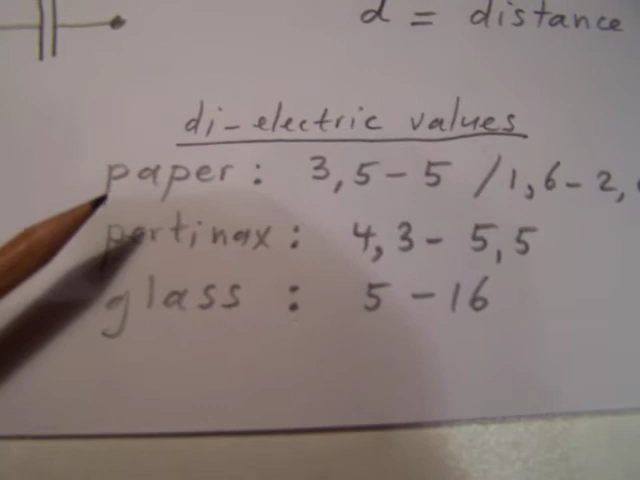 d = distance
di-electric values
paper: 3,5-5 /1,6-2,
pertinax: 4,3-5,5
glass: 5-16